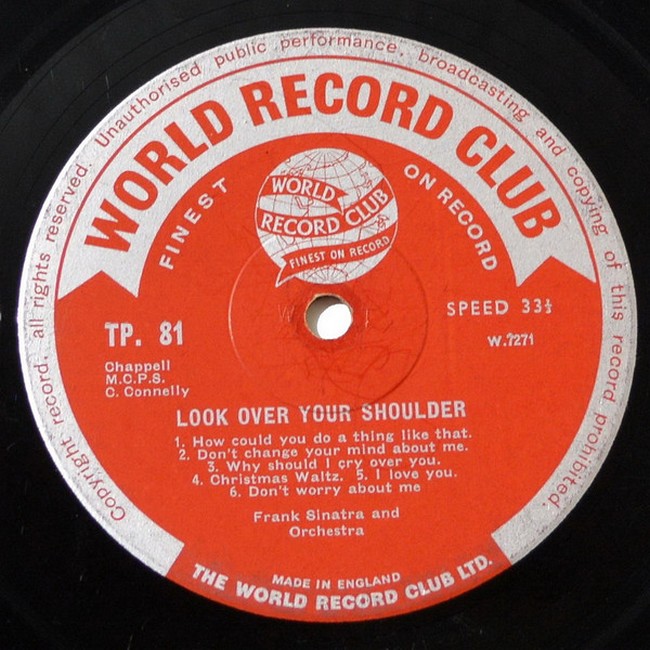 Copyright record, all rights reserved. Unauthorised public performance, broadcasting and copying of this record prohibited.
WORLD RECORD CLUB
FINEST ON RECORD
WORLD
RECORD CLUB
FINEST ON RECORD
TP. 81
SPEED 33⅓
W.7271
Chappell
M.C.P.S.
C. Connelly
LOOK OVER YOUR SHOULDER
1. How could you do a thing like that.
2. Don't change your mind about me.
3. Why should I cry over you.
4. Christmas Waltz. 5. I love you.
6. Don't worry about me
Frank Sinatra and
Orchestra
MADE IN ENGLAND
THE WORLD RECORD CLUB LTD.